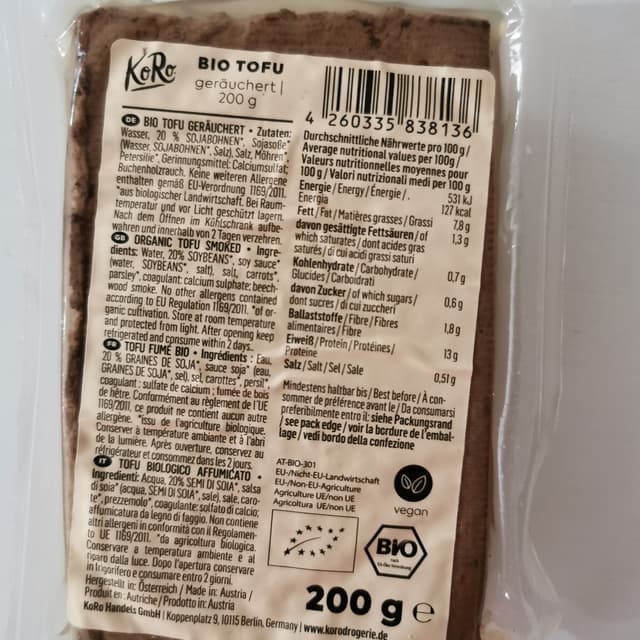 KoRo
BIO TOFU
geräuchert |
200 g
4 260335 838136
DE BIO TOFU GERÄUCHERT • Zutaten:
Wasser, 20 % SOJABOHNEN*, Sojasoße*
(Wasser, SOJABOHNEN*, Salz), Salz, Möhren*,
Petersilie*, Gerinnungsmittel: Calciumsulfat;
Buchenholzrauch. Keine weiteren Allergene
enthalten gemäß EU-Verordnung 1169/2011.
*aus biologischer Landwirtschaft. Bei Raum-
temperatur und vor Licht geschützt lagern.
Nach dem Öffnen im Kühlschrank aufbe-
wahren und innerhalb von 2 Tagen verzehren.
GB ORGANIC TOFU SMOKED • Ingre-
dients: Water, 20% SOYBEANS*, soy sauce*
(water, SOYBEANS*, salt), salt, carrots*,
parsley*, coagulant: calcium sulphate; beech-
wood smoke. No other allergens contained
according to EU Regulation 1169/2011. *of or-
ganic cultivation. Store at room temperature
and protected from light. After opening keep
refrigerated and consume within 2 days.
FR TOFU FUMÉ BIO • Ingrédients : Eau,
20 % GRAINES DE SOJA*, sauce soja* (eau,
GRAINES DE SOJA*, sel), sel, carottes*, persil*,
coagulant : sulfate de calcium ; fumée de bois
de hêtre. Conformément au règlement de l'UE
1169/2011, ce produit ne contient aucun autre
allergène. *issu de l'agriculture biologique.
Conserver à température ambiante et à l'abri
de la lumière. Après ouverture, conservez au
réfrigérateur et consommez dans les 2 jours.
IT TOFU BIOLOGICO AFFUMICATO •
Ingredienti: Acqua, 20% SEMI DI SOIA*, salsa
di soia* (acqua, SEMI DI SOIA*, sale), sale, caro-
te*, prezzemolo*, coagulante: solfato di calcio;
affumicatura da legno di faggio. Non contiene
altri allergeni in conformità con il Regolamen-
to UE 1169/2011. *da agricoltura biologica.
Conservare a temperatura ambiente e al
riparo dalla luce. Dopo l'apertura conservare
in frigorifero e consumare entro 2 giorni.
Hergestellt in: Österreich / Made in: Austria /
Produit en : Autriche / Prodotto in: Austria
KoRo Handels GmbH | Koppenplatz 9, 10115 Berlin, Germany | www.korodrogerie.de
Durchschnittliche Nährwerte pro 100 g /
Average nutritional values per 100g /
Valeurs nutritionnelles moyennes pour
100 g / Valori nutrizionali medi per 100 g
Energie / Energy / Énergie / 531 kJ
Energia 127 kcal
Fett / Fat / Matières grasses / Grassi 7,8 g
davon gesättigte Fettsäuren / of 1,3 g
which saturates / dont acides gras
saturés / di cui acidi grassi saturi
Kohlenhydrate / Carbohydrate / 0,7 g
Glucides / Carboidrati
davon Zucker / of which sugars / 0,6 g
dont sucres / di cui zuccheri
Ballaststoffe / Fibre / Fibres 1,8 g
alimentaires / Fibre
Eiweiß / Protein / Protéines / 13 g
Proteine
Salz / Salt / Sel / Sale 0,51 g
Mindestens haltbar bis / Best before / À con-
sommer de préférence avant le / Da consumarsi
preferibilmente entro il: siehe Packungsrand
/ see pack edge / voir la bordure de l'embal-
lage / vedi bordo della confezione
AT-BIO-301
EU-/Nicht-EU-Landwirtschaft
EU-/Non-EU-Agriculture
Agriculture UE/non UE
Agricoltura UE/non UE
vegan
Bio
200 g e